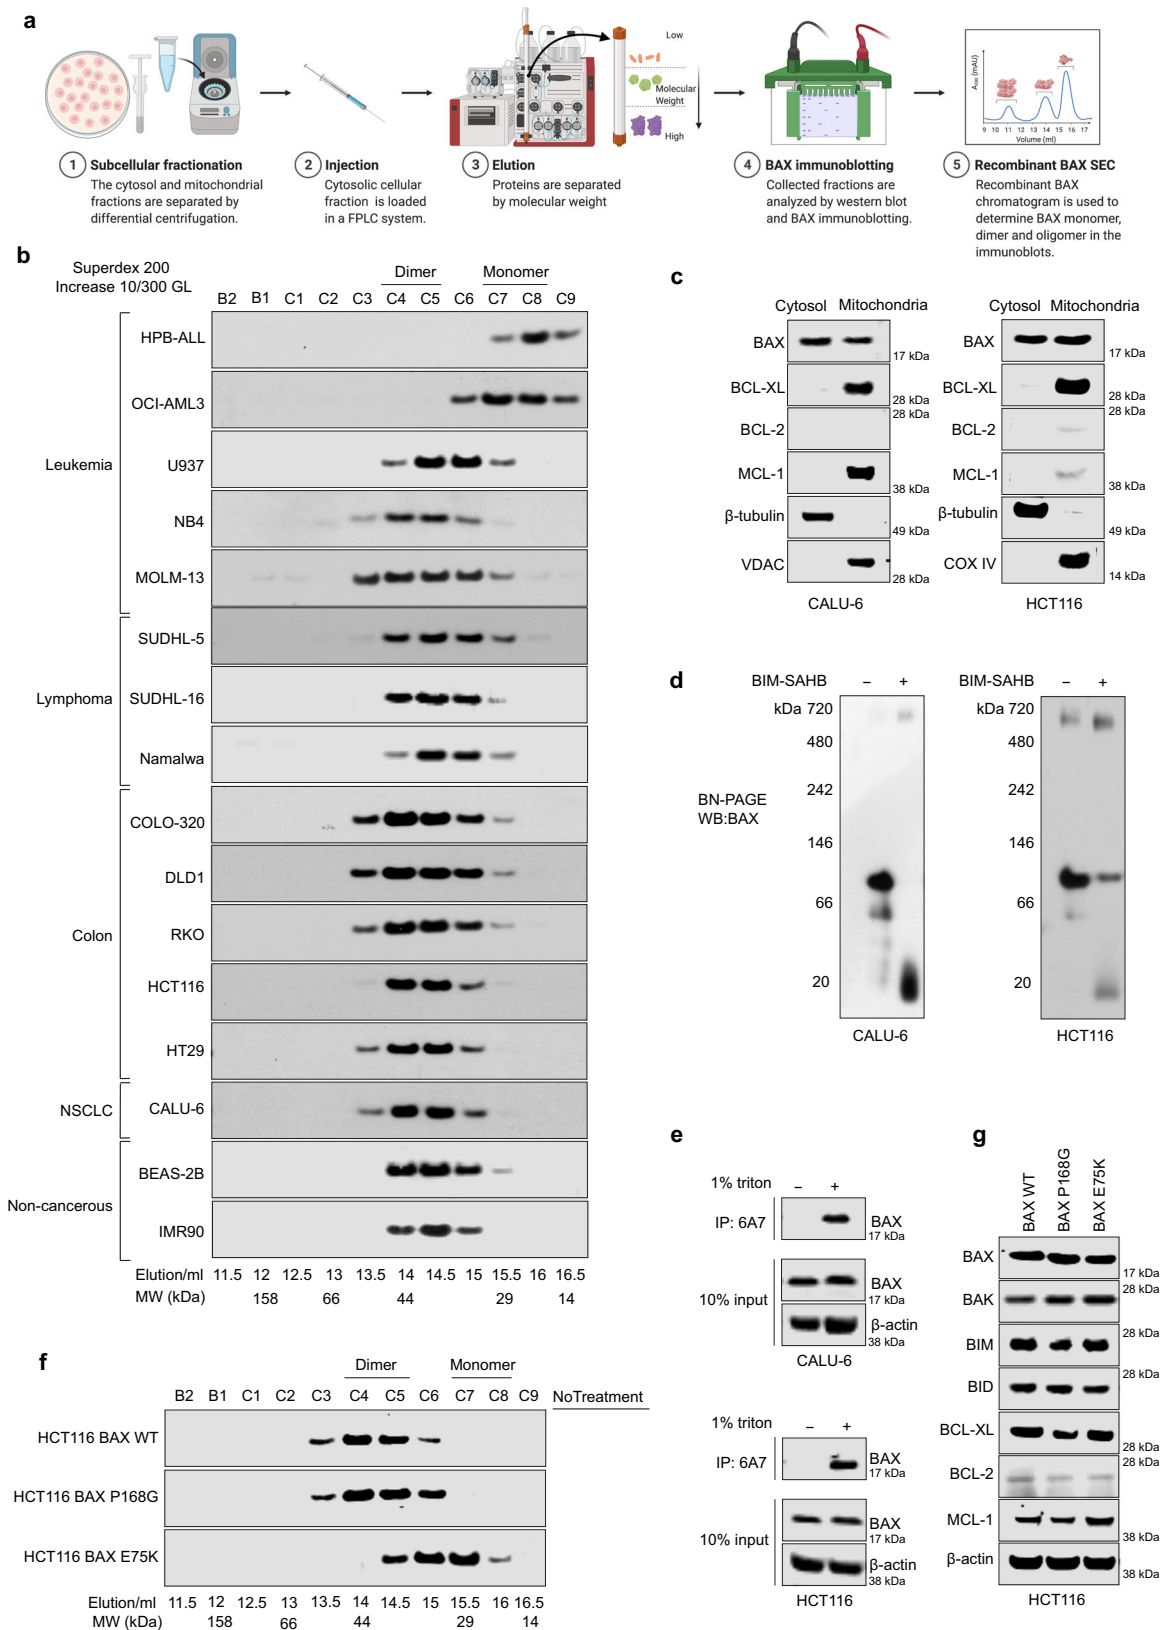 a
Low
Molecular
Weight
High
A280 (mAU)
9 10 11 12 13 14 15 16 17
Volume (ml)
1 Subcellular fractionation
The cytosol and mitochondrial
fractions are separated by
differential centrifugation.
2 Injection
Cytosolic cellular
fraction is loaded
in a FPLC system.
3 Elution
Proteins are separated
by molecular weight
4 BAX immunoblotting
Collected fractions are
analyzed by western blot
and BAX immunoblotting.
5 Recombinant BAX SEC
Recombinant BAX
chromatogram is used to
determine BAX monomer,
dimer and oligomer in the
immunoblots.
b
Superdex 200
Increase 10/300 GL
Dimer Monomer
B2 B1 C1 C2 C3 C4 C5 C6 C7 C8 C9
Leukemia
HPB-ALL
OCI-AML3
U937
NB4
MOLM-13
Lymphoma
SUDHL-5
SUDHL-16
Namalwa
Colon
COLO-320
DLD1
RKO
HCT116
HT29
NSCLC
CALU-6
Non-cancerous
BEAS-2B
IMR90
Elution/ml 11.5 12 12.5 13 13.5 14 14.5 15 15.5 16 16.5
MW (kDa) 158 66 44 29 14
c
Cytosol Mitochondria
BAX 17 kDa
BCL-XL 28 kDa
BCL-2 28 kDa
MCL-1 38 kDa
β-tubulin 49 kDa
VDAC 28 kDa
CALU-6
Cytosol Mitochondria
BAX 17 kDa
BCL-XL 28 kDa
BCL-2 28 kDa
MCL-1 38 kDa
β-tubulin 49 kDa
COX IV 14 kDa
HCT116
d
BN-PAGE
WB:BAX
BIM-SAHB – +
kDa 720
480
242
146
66
20
CALU-6
BIM-SAHB – +
kDa 720
480
242
146
66
20
HCT116
e
1% triton – +
IP: 6A7 BAX
17 kDa
10% input BAX
17 kDa
β-actin
38 kDa
CALU-6
1% triton – +
IP: 6A7 BAX
17 kDa
10% input BAX
17 kDa
β-actin
38 kDa
HCT116
f
Dimer Monomer
B2 B1 C1 C2 C3 C4 C5 C6 C7 C8 C9 NoTreatment
HCT116 BAX WT
HCT116 BAX P168G
HCT116 BAX E75K
Elution/ml 11.5 12 12.5 13 13.5 14 14.5 15 15.5 16 16.5
MW (kDa) 158 66 44 29 14
g
BAX WT
BAX P168G
BAX E75K
BAX 17 kDa
BAK 28 kDa
BIM 28 kDa
BID 28 kDa
BCL-XL 28 kDa
BCL-2 28 kDa
MCL-1 38 kDa
β-actin 38 kDa
HCT116